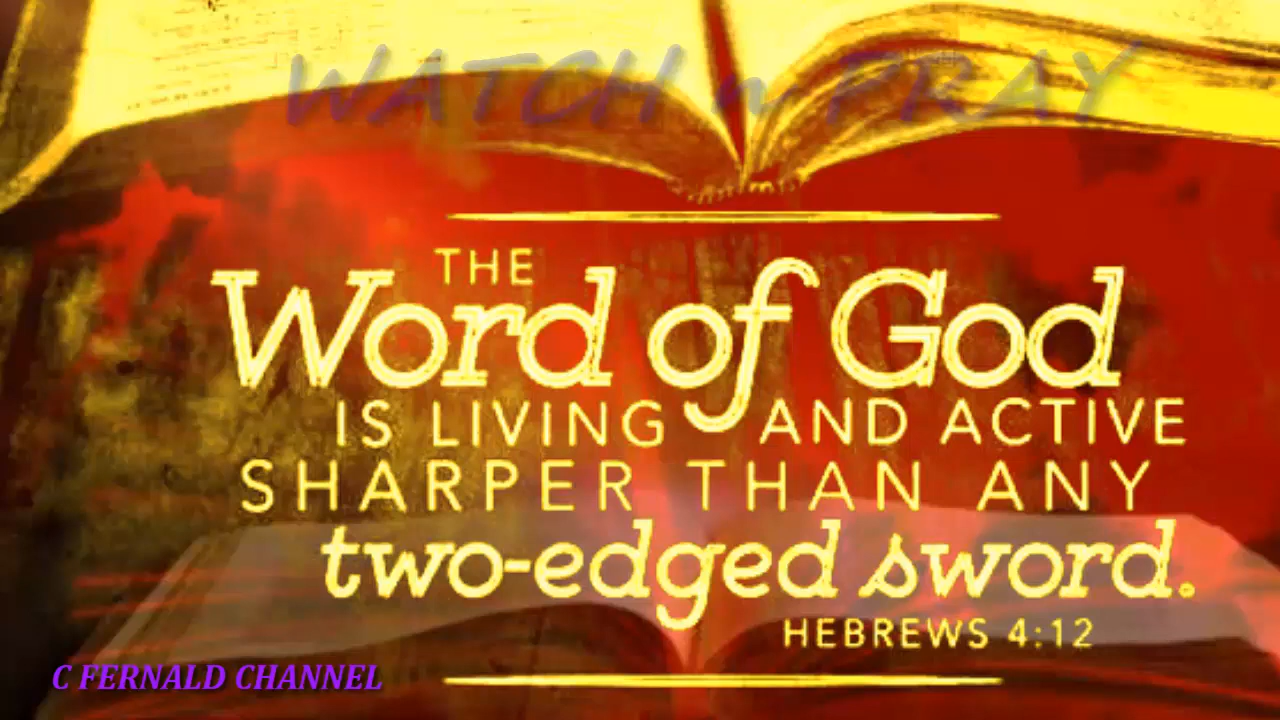 WATCH n PRAY
THE
Word of God
IS LIVING AND ACTIVE
SHARPER THAN ANY
two-edged sword.
HEBREWS 4:12
C FERNALD CHANNEL